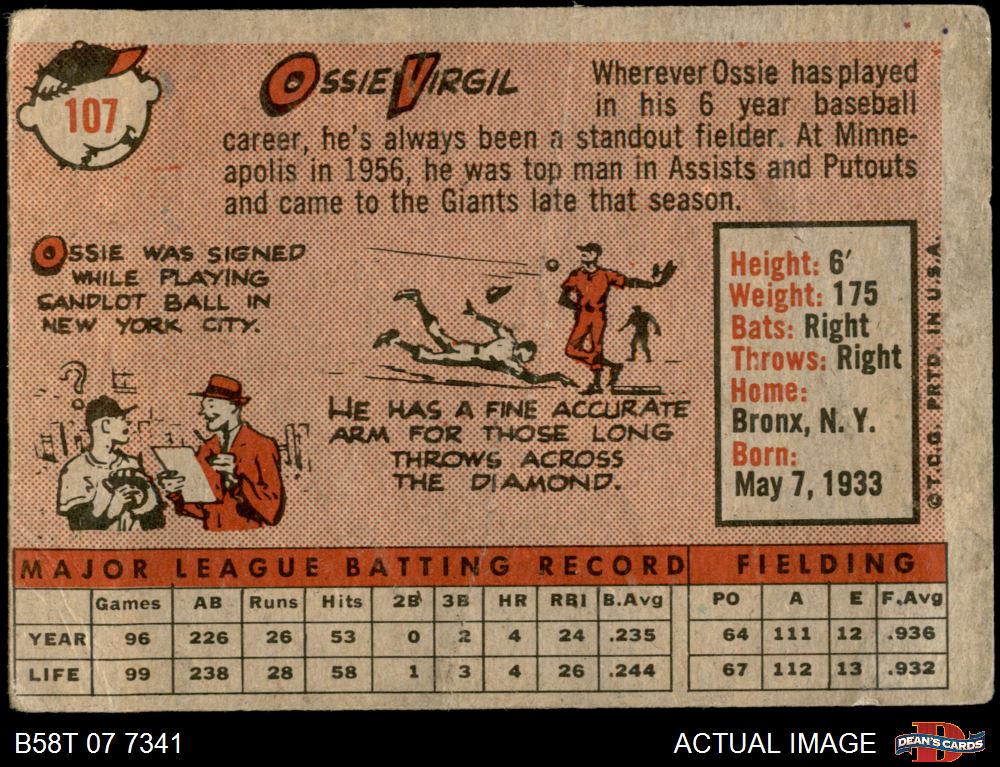 107
OSSIE VIRGIL
Wherever Ossie has played
in his 6 year baseball
career, he's always been a standout fielder. At Minne-
apolis in 1956, he was top man in Assists and Putouts
and came to the Giants late that season.
OSSIE WAS SIGNED
WHILE PLAYING
SANDLOT BALL IN
NEW YORK CITY.
?
HE HAS A FINE ACCURATE
ARM FOR THOSE LONG
THROWS ACROSS
THE DIAMOND.
Height: 6'
Weight: 175
Bats: Right
Throws: Right
Home:
Bronx, N. Y.
Born:
May 7, 1933
© T.C.G. PRTD. IN U.S.A.
MAJOR LEAGUE BATTING RECORD FIELDING
Games AB Runs Hits 2B 3B HR RBI B.Avg PO A E F.Avg
YEAR 96 226 26 53 0 2 4 24 .235 64 111 12 .936
LIFE 99 238 28 58 1 3 4 26 .244 67 112 13 .932
B58T 07 7341 ACTUAL IMAGE DEAN'S CARDS